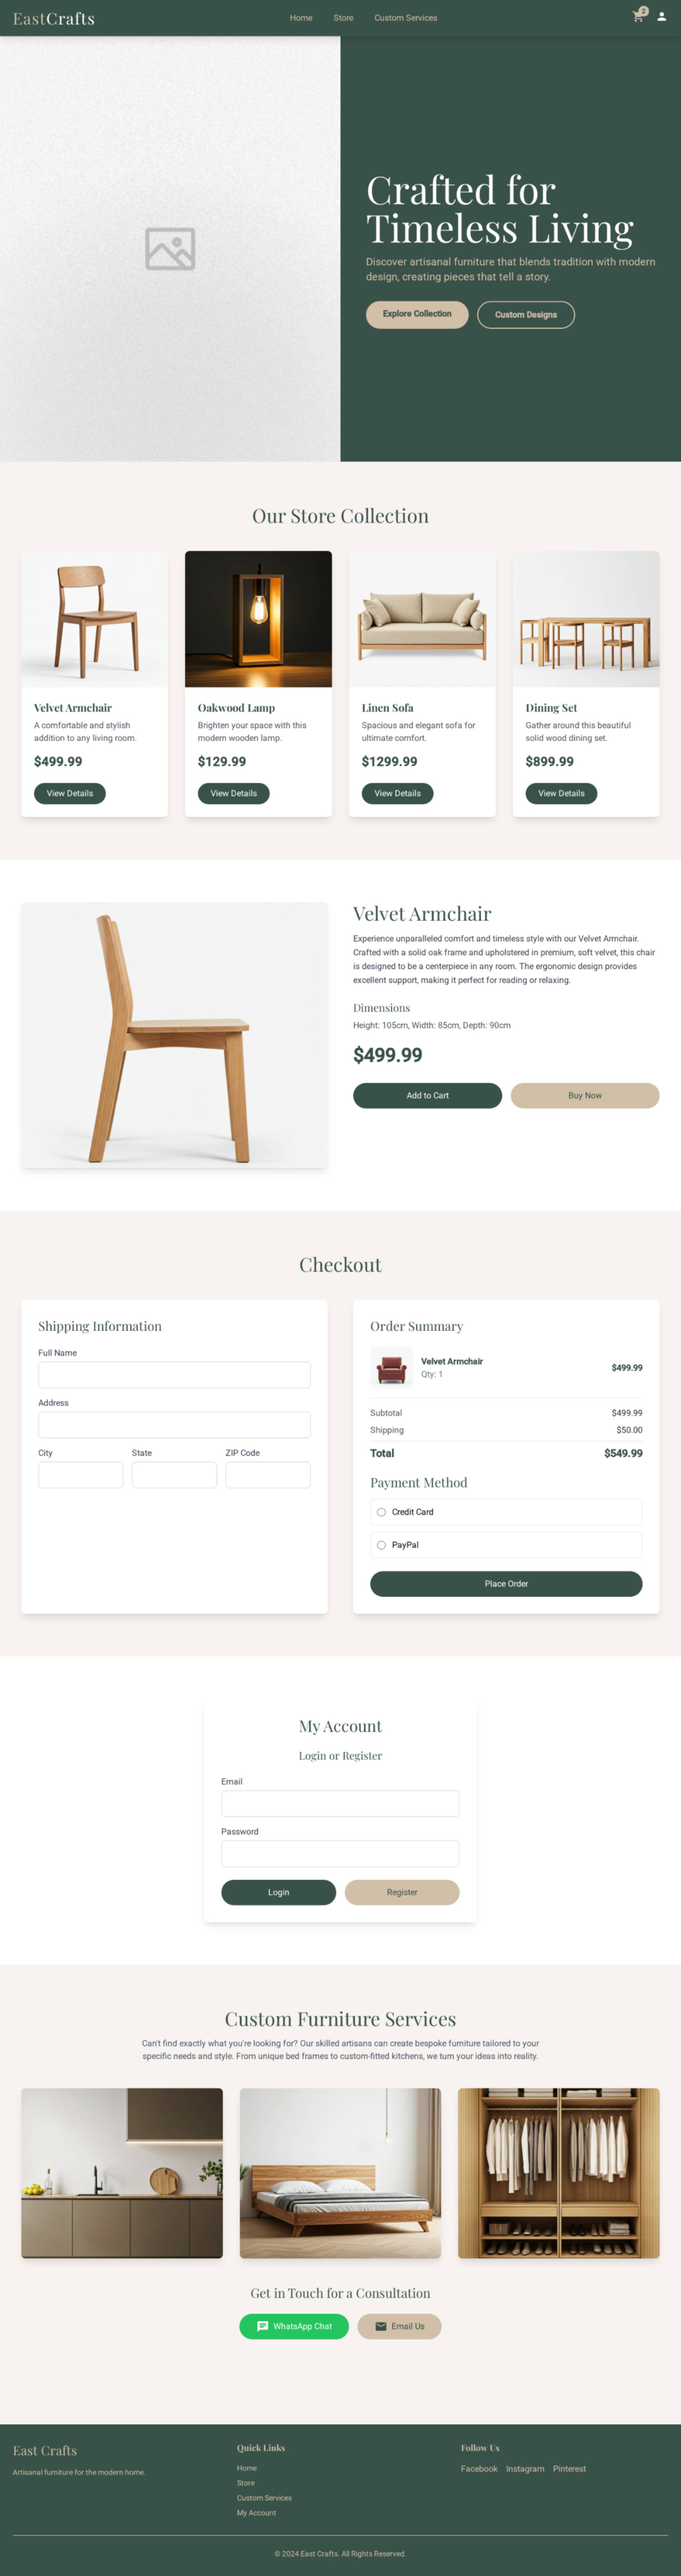 EastCrafts
Home
Store
Custom Services
2
Crafted for
Timeless Living
Discover artisanal furniture that blends tradition with modern
design, creating pieces that tell a story.
Explore Collection
Custom Designs
Our Store Collection
Velvet Armchair
A comfortable and stylish
addition to any living room.
$499.99
View Details
Oakwood Lamp
Brighten your space with this
modern wooden lamp.
$129.99
View Details
Linen Sofa
Spacious and elegant sofa for
ultimate comfort.
$1299.99
View Details
Dining Set
Gather around this beautiful
solid wood dining set.
$899.99
View Details
Velvet Armchair
Experience unparalleled comfort and timeless style with our Velvet Armchair.
Crafted with a solid oak frame and upholstered in premium, soft velvet, this chair
is designed to be a centerpiece in any room. The ergonomic design provides
excellent support, making it perfect for reading or relaxing.
Dimensions
Height: 105cm, Width: 85cm, Depth: 90cm
$499.99
Add to Cart
Buy Now
Checkout
Shipping Information
Full Name
Address
City
State
ZIP Code
Order Summary
Velvet Armchair
Qty: 1
$499.99
Subtotal
$499.99
Shipping
$50.00
Total
$549.99
Payment Method
Credit Card
PayPal
Place Order
My Account
Login or Register
Email
Password
Login
Register
Custom Furniture Services
Can't find exactly what you're looking for? Our skilled artisans can create bespoke furniture tailored to your
specific needs and style. From unique bed frames to custom-fitted kitchens, we turn your ideas into reality.
Get in Touch for a Consultation
WhatsApp Chat
Email Us
East Crafts
Artisanal furniture for the modern home.
Quick Links
Home
Store
Custom Services
My Account
Follow Us
Facebook
Instagram
Pinterest
© 2024 East Crafts. All Rights Reserved.